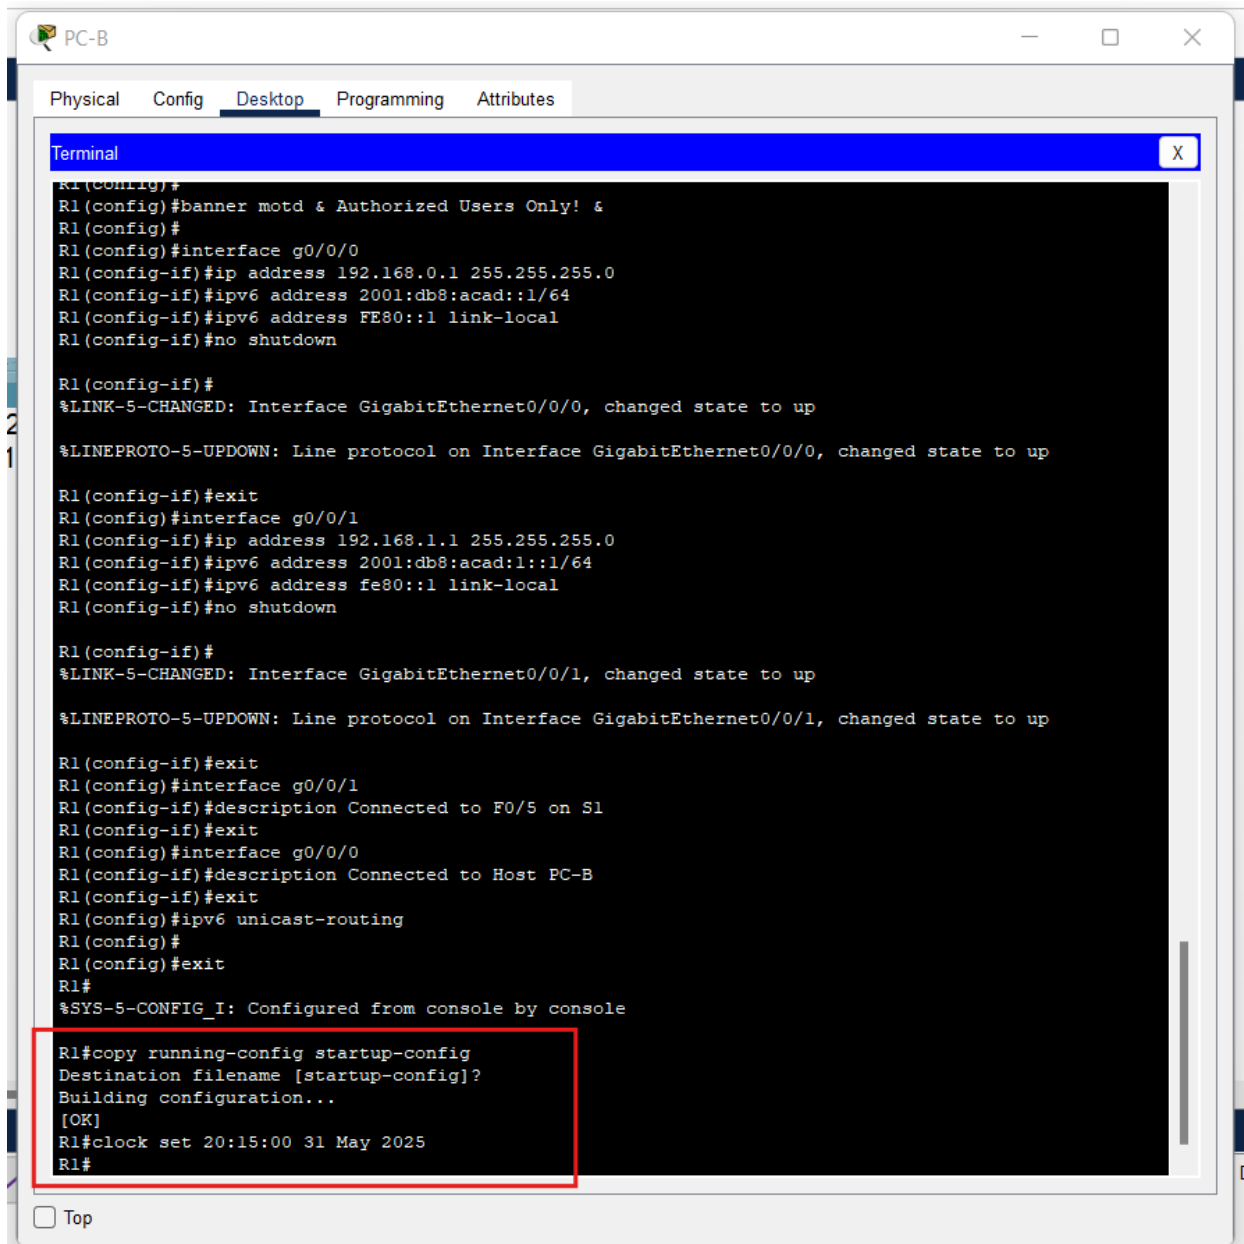 PC-B
Physical Config Desktop Programming Attributes
Terminal X
R1(config)#
R1(config)#banner motd & Authorized Users Only! &
R1(config)#
R1(config)#interface g0/0/0
R1(config-if)#ip address 192.168.0.1 255.255.255.0
R1(config-if)#ipv6 address 2001:db8:acad::1/64
R1(config-if)#ipv6 address FE80::1 link-local
R1(config-if)#no shutdown
R1(config-if)#
%LINK-5-CHANGED: Interface GigabitEthernet0/0/0, changed state to up
%LINEPROTO-5-UPDOWN: Line protocol on Interface GigabitEthernet0/0/0, changed state to up
R1(config-if)#exit
R1(config)#interface g0/0/1
R1(config-if)#ip address 192.168.1.1 255.255.255.0
R1(config-if)#ipv6 address 2001:db8:acad:1::1/64
R1(config-if)#ipv6 address fe80::1 link-local
R1(config-if)#no shutdown
R1(config-if)#
%LINK-5-CHANGED: Interface GigabitEthernet0/0/1, changed state to up
%LINEPROTO-5-UPDOWN: Line protocol on Interface GigabitEthernet0/0/1, changed state to up
R1(config-if)#exit
R1(config)#interface g0/0/1
R1(config-if)#description Connected to F0/5 on S1
R1(config-if)#exit
R1(config)#interface g0/0/0
R1(config-if)#description Connected to Host PC-B
R1(config-if)#exit
R1(config)#ipv6 unicast-routing
R1(config)#
R1(config)#exit
R1#
%SYS-5-CONFIG_I: Configured from console by console
R1#copy running-config startup-config
Destination filename [startup-config]?
Building configuration...
[OK]
R1#clock set 20:15:00 31 May 2025
R1#
Top
2
1